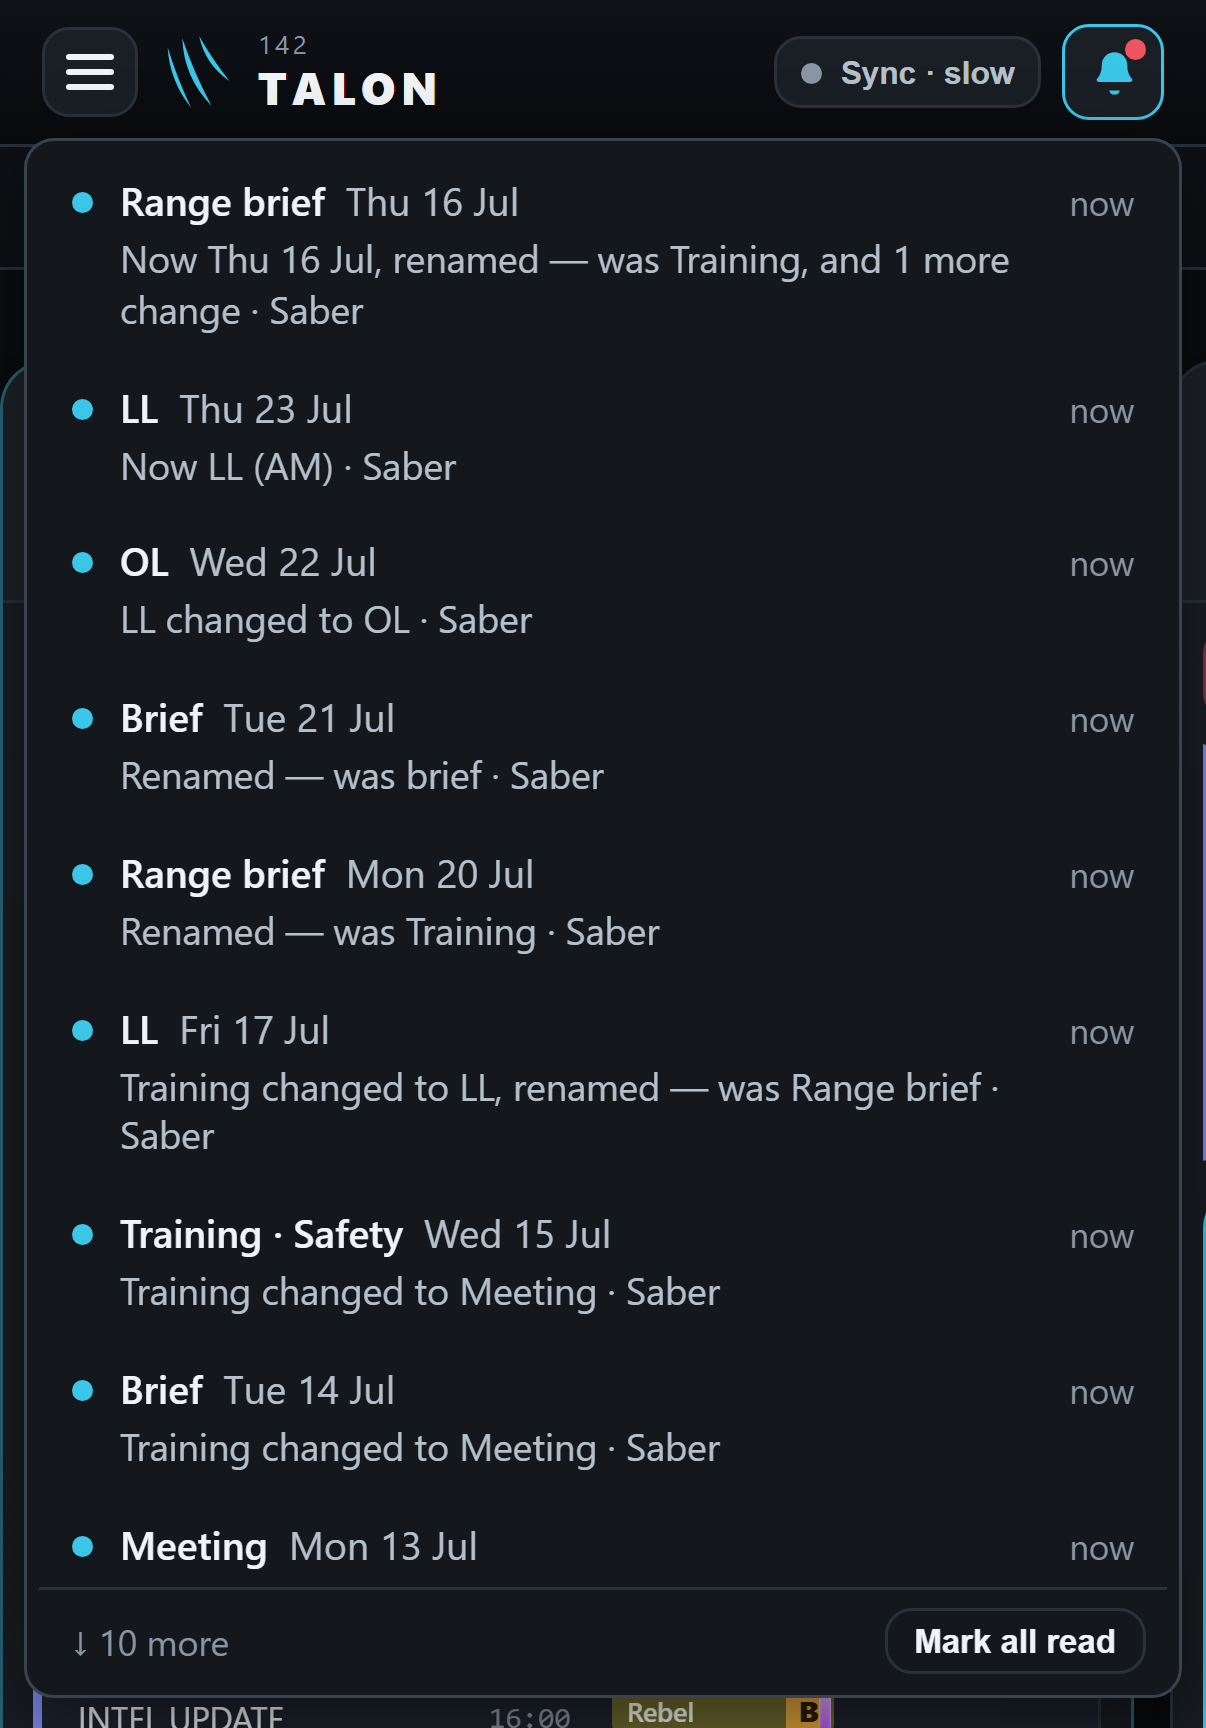 142
TALON
Sync · slow
Range brief Thu 16 Jul now
Now Thu 16 Jul, renamed — was Training, and 1 more
change · Saber
LL Thu 23 Jul now
Now LL (AM) · Saber
OL Wed 22 Jul now
LL changed to OL · Saber
Brief Tue 21 Jul now
Renamed — was brief · Saber
Range brief Mon 20 Jul now
Renamed — was Training · Saber
LL Fri 17 Jul now
Training changed to LL, renamed — was Range brief ·
Saber
Training · Safety Wed 15 Jul now
Training changed to Meeting · Saber
Brief Tue 14 Jul now
Training changed to Meeting · Saber
Meeting Mon 13 Jul now
↓ 10 more
Mark all read
INTEL UPDATE 16:00 Rebel B